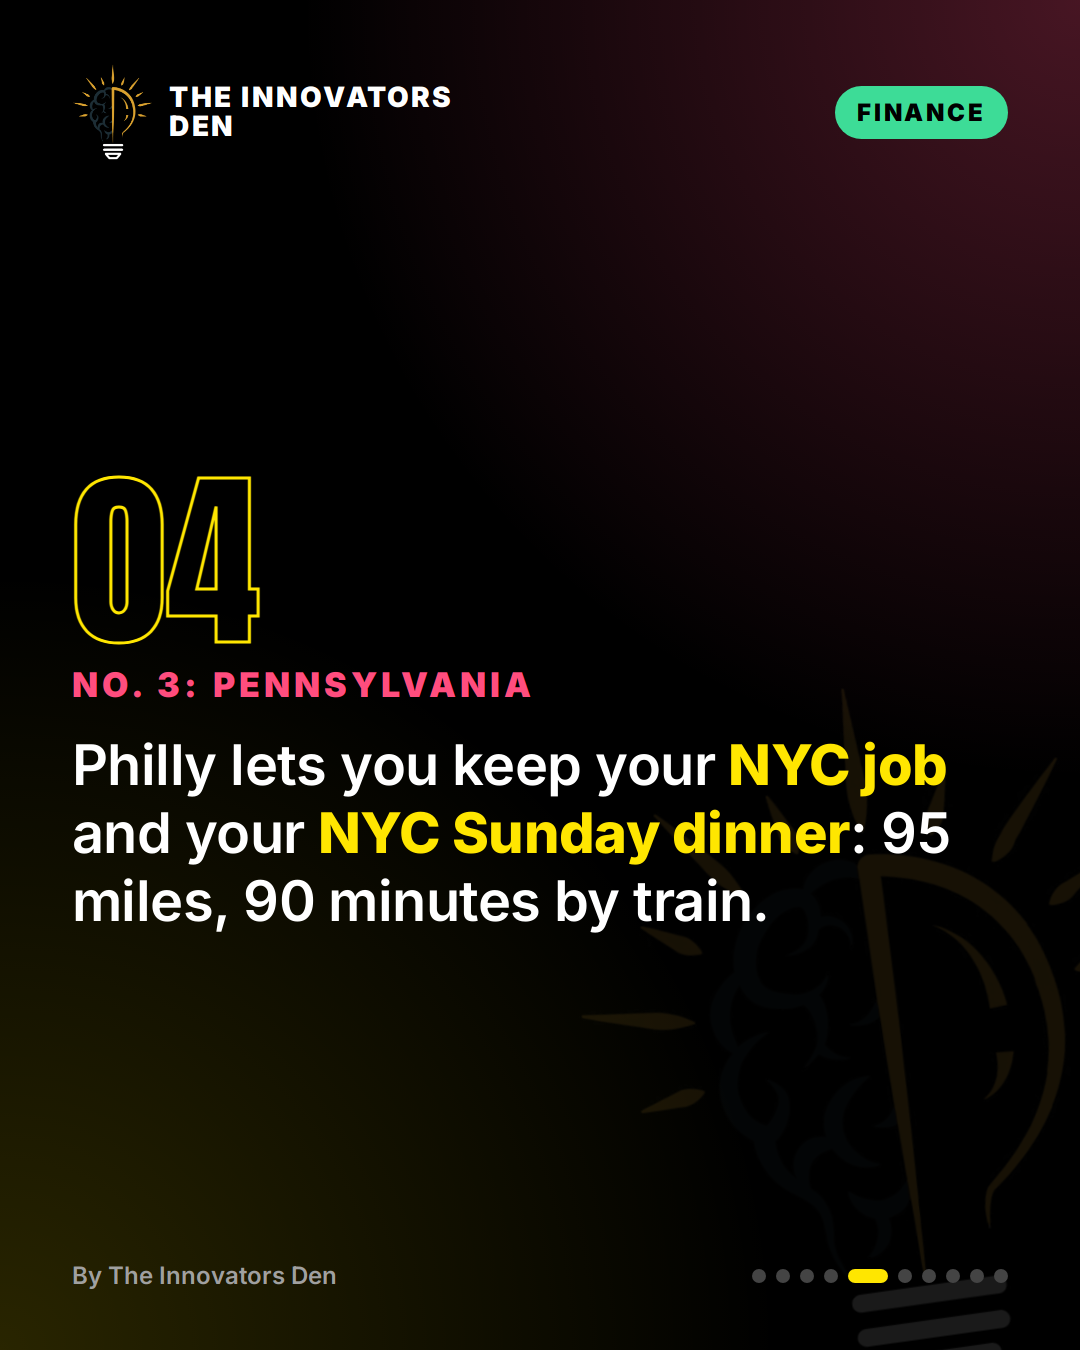 THE INNOVATORS
DEN
FINANCE
04
NO. 3: PENNSYLVANIA
Philly lets you keep your NYC job
and your NYC Sunday dinner: 95
miles, 90 minutes by train.
By The Innovators Den